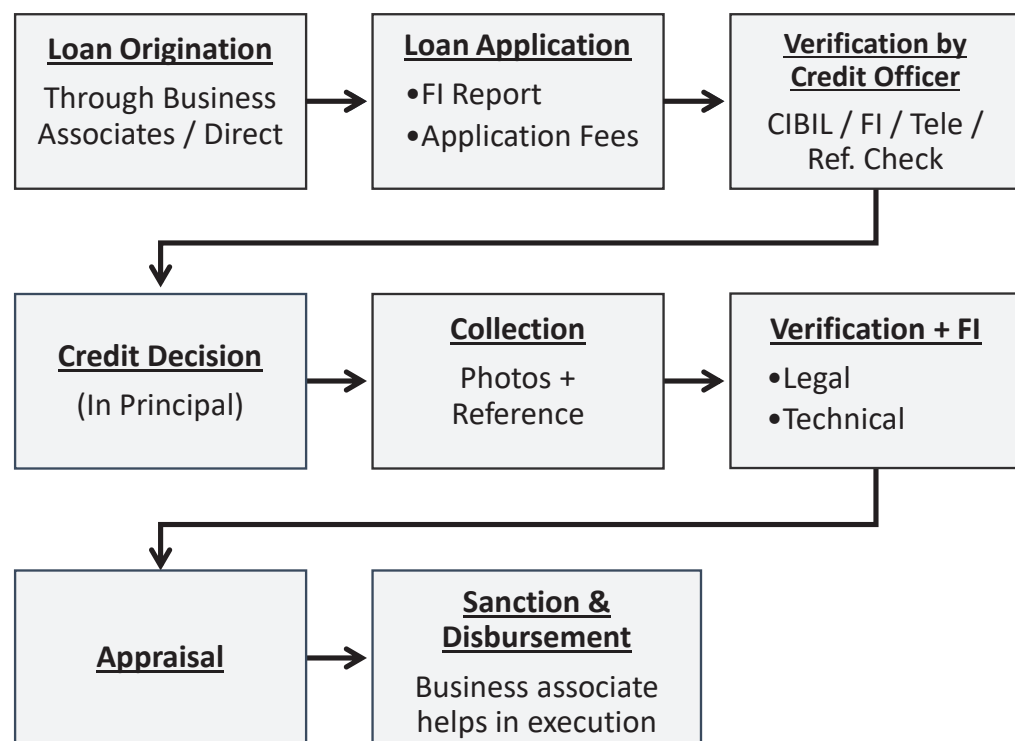 Loan Origination
Through Business
Associates / Direct
Loan Application
•FI Report
•Application Fees
Verification by
Credit Officer
CIBIL / FI / Tele /
Ref. Check
Credit Decision
(In Principal)
Collection
Photos +
Reference
Verification + FI
•Legal
•Technical
Appraisal
Sanction &
Disbursement
Business associate
helps in execution